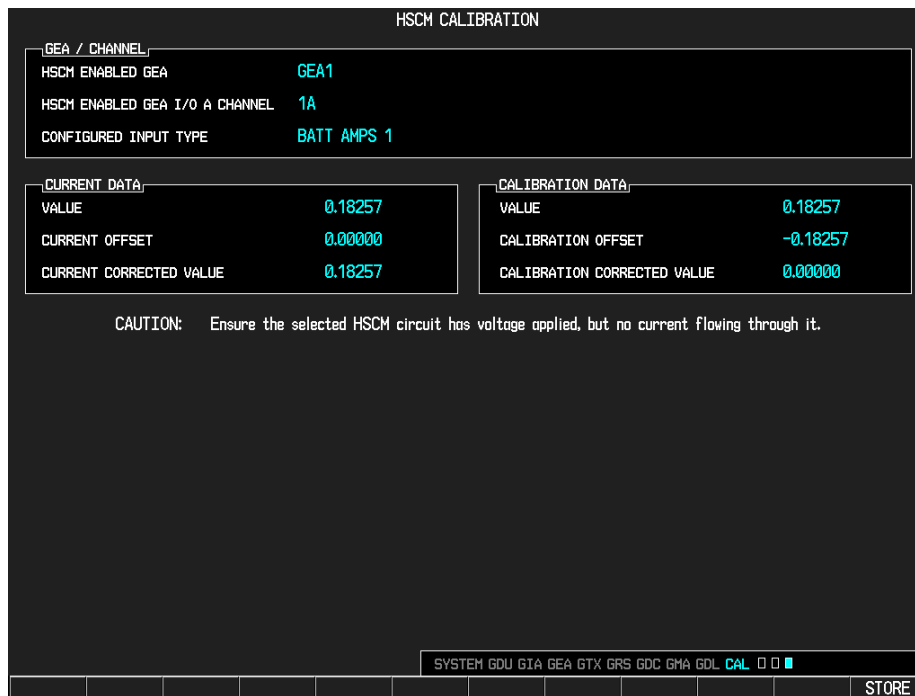 HSCM CALIBRATION
GEA / CHANNEL
HSCM ENABLED GEA GEA1
HSCM ENABLED GEA I/O A CHANNEL 1A
CONFIGURED INPUT TYPE BATT AMPS 1
CURRENT DATA
VALUE 0.18257
CURRENT OFFSET 0.00000
CURRENT CORRECTED VALUE 0.18257
CALIBRATION DATA
VALUE 0.18257
CALIBRATION OFFSET -0.18257
CALIBRATION CORRECTED VALUE 0.00000
CAUTION: Ensure the selected HSCM circuit has voltage applied, but no current flowing through it.
SYSTEM GDU GIA GEA GTX GRS GDC GMA GDL CAL
STORE